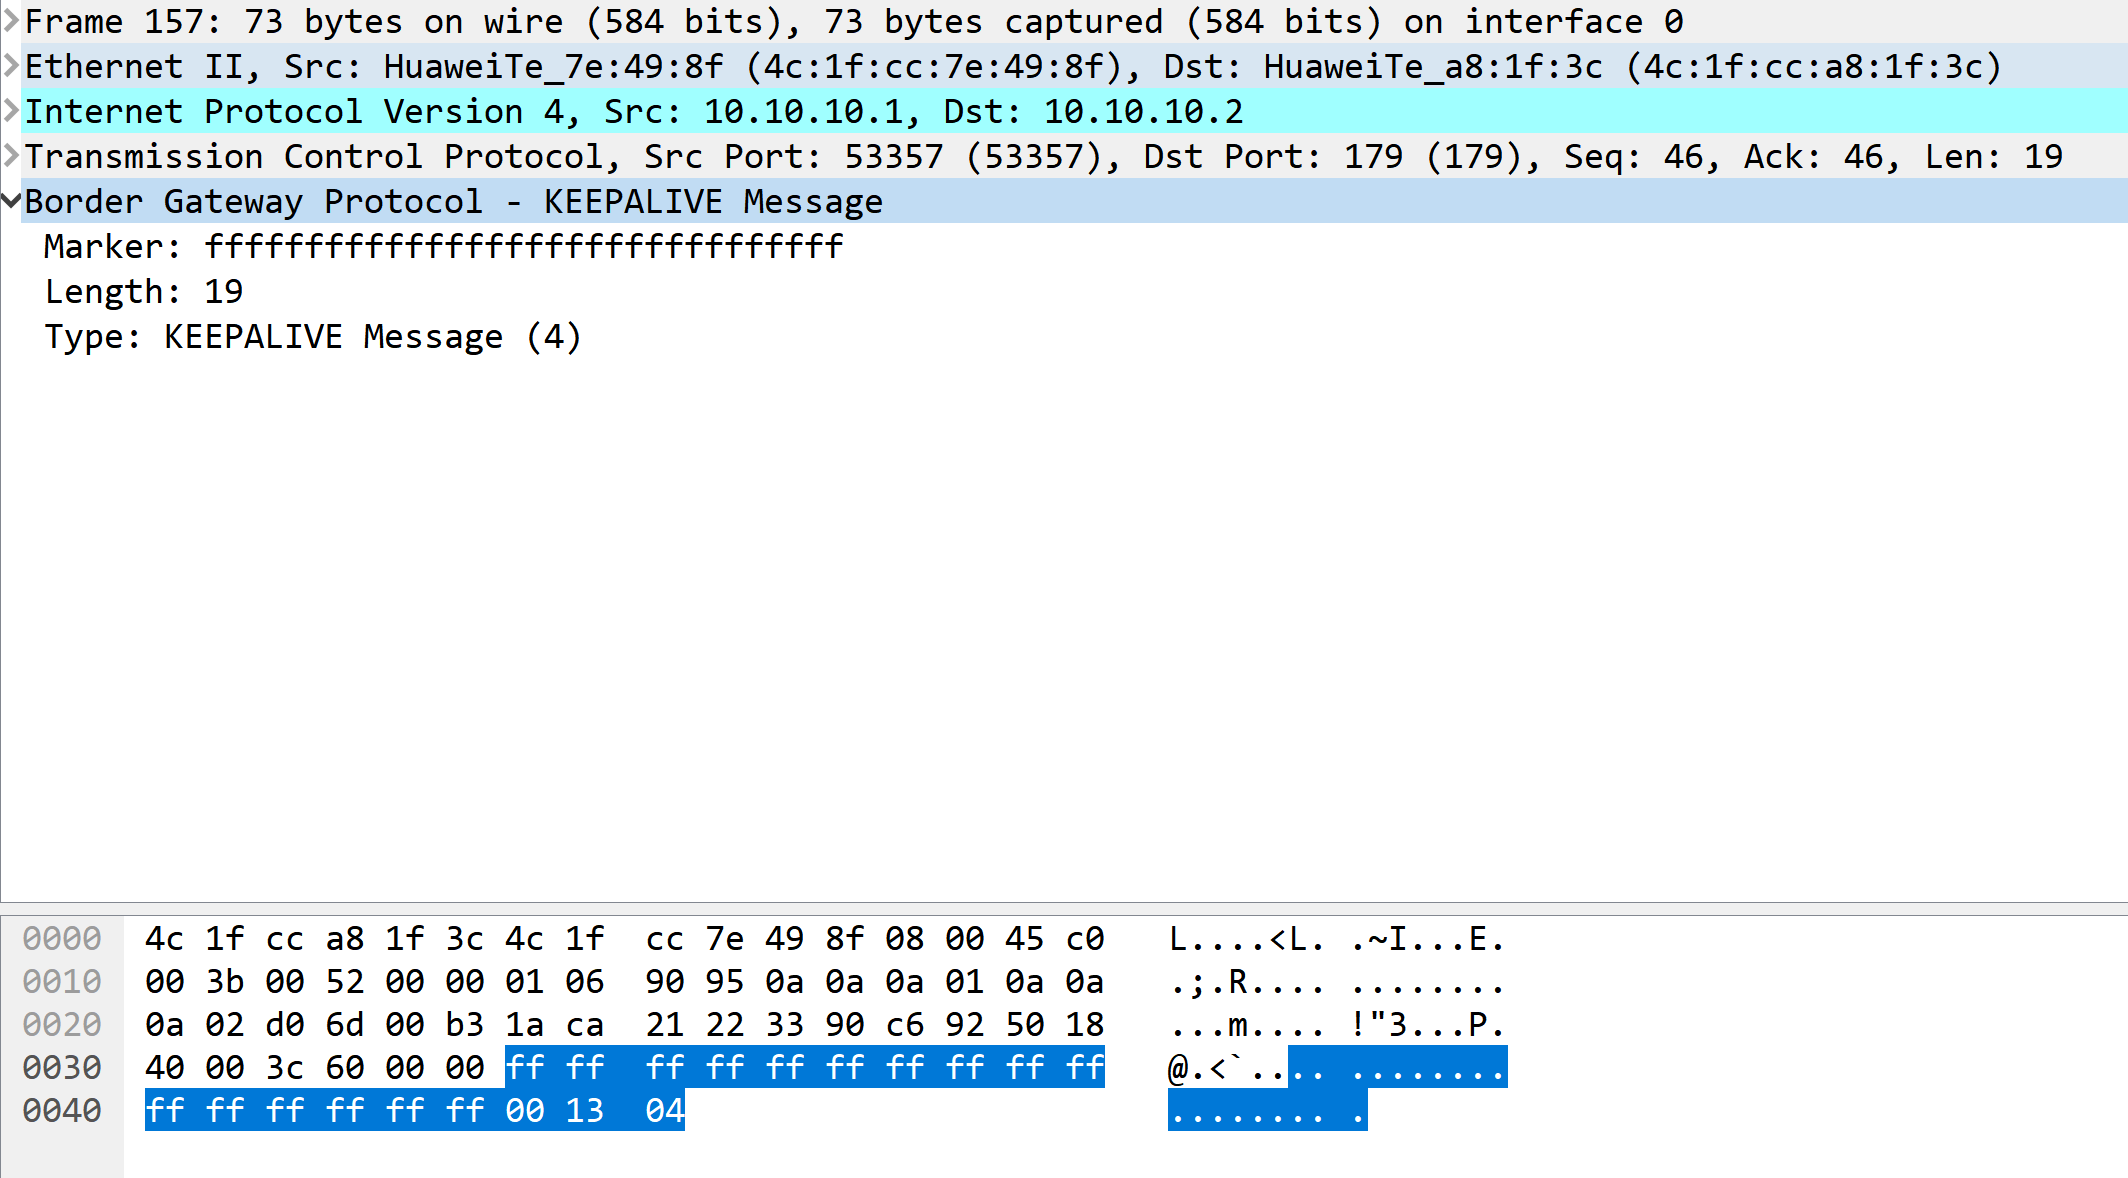 Frame 157: 73 bytes on wire (584 bits), 73 bytes captured (584 bits) on interface 0
Ethernet II, Src: HuaweiTe_7e:49:8f (4c:1f:cc:7e:49:8f), Dst: HuaweiTe_a8:1f:3c (4c:1f:cc:a8:1f:3c)
Internet Protocol Version 4, Src: 10.10.10.1, Dst: 10.10.10.2
Transmission Control Protocol, Src Port: 53357 (53357), Dst Port: 179 (179), Seq: 46, Ack: 46, Len: 19
Border Gateway Protocol - KEEPALIVE Message
Marker: ffffffffffffffffffffffffffffffff
Length: 19
Type: KEEPALIVE Message (4)
0000 4c 1f cc a8 1f 3c 4c 1f cc 7e 49 8f 08 00 45 c0 L....<L. .~I...E.
0010 00 3b 00 52 00 00 01 06 90 95 0a 0a 0a 01 0a 0a .;.R.... ........
0020 0a 02 d0 6d 00 b3 1a ca 21 22 33 90 c6 92 50 18 ...m.... !"3...P.
0030 40 00 3c 60 00 00 ff ff ff ff ff ff ff ff ff ff @.<`.... ........
0040 ff ff ff ff ff ff 00 13 04 ........ .